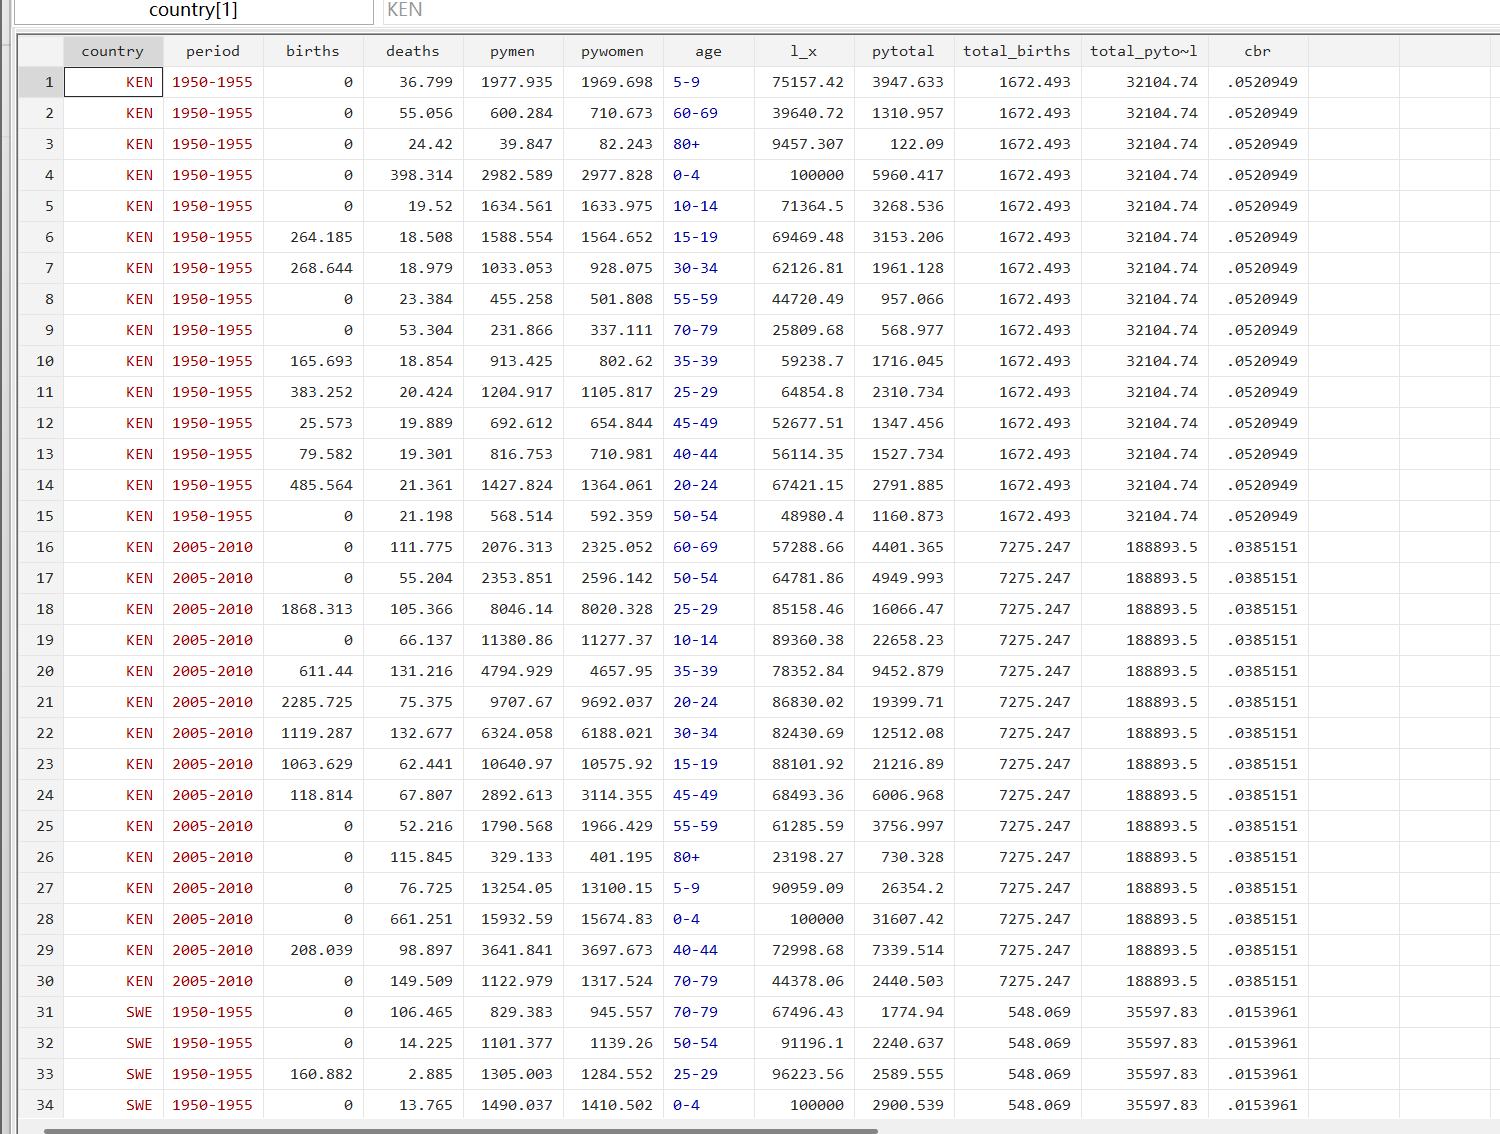 country[1] KEN
country period births deaths pymen pywomen age l_x pytotal total_births total_pyto~l cbr
1 KEN 1950-1955 0 36.799 1977.935 1969.698 5-9 75157.42 3947.633 1672.493 32104.74 .0520949
2 KEN 1950-1955 0 55.056 600.284 710.673 60-69 39640.72 1310.957 1672.493 32104.74 .0520949
3 KEN 1950-1955 0 24.42 39.847 82.243 80+ 9457.307 122.09 1672.493 32104.74 .0520949
4 KEN 1950-1955 0 398.314 2982.589 2977.828 0-4 100000 5960.417 1672.493 32104.74 .0520949
5 KEN 1950-1955 0 19.52 1634.561 1633.975 10-14 71364.5 3268.536 1672.493 32104.74 .0520949
6 KEN 1950-1955 264.185 18.508 1588.554 1564.652 15-19 69469.48 3153.206 1672.493 32104.74 .0520949
7 KEN 1950-1955 268.644 18.979 1033.053 928.075 30-34 62126.81 1961.128 1672.493 32104.74 .0520949
8 KEN 1950-1955 0 23.384 455.258 501.808 55-59 44720.49 957.066 1672.493 32104.74 .0520949
9 KEN 1950-1955 0 53.304 231.866 337.111 70-79 25809.68 568.977 1672.493 32104.74 .0520949
10 KEN 1950-1955 165.693 18.854 913.425 802.62 35-39 59238.7 1716.045 1672.493 32104.74 .0520949
11 KEN 1950-1955 383.252 20.424 1204.917 1105.817 25-29 64854.8 2310.734 1672.493 32104.74 .0520949
12 KEN 1950-1955 25.573 19.889 692.612 654.844 45-49 52677.51 1347.456 1672.493 32104.74 .0520949
13 KEN 1950-1955 79.582 19.301 816.753 710.981 40-44 56114.35 1527.734 1672.493 32104.74 .0520949
14 KEN 1950-1955 485.564 21.361 1427.824 1364.061 20-24 67421.15 2791.885 1672.493 32104.74 .0520949
15 KEN 1950-1955 0 21.198 568.514 592.359 50-54 48980.4 1160.873 1672.493 32104.74 .0520949
16 KEN 2005-2010 0 111.775 2076.313 2325.052 60-69 57288.66 4401.365 7275.247 188893.5 .0385151
17 KEN 2005-2010 0 55.204 2353.851 2596.142 50-54 64781.86 4949.993 7275.247 188893.5 .0385151
18 KEN 2005-2010 1868.313 105.366 8046.14 8020.328 25-29 85158.46 16066.47 7275.247 188893.5 .0385151
19 KEN 2005-2010 0 66.137 11380.86 11277.37 10-14 89360.38 22658.23 7275.247 188893.5 .0385151
20 KEN 2005-2010 611.44 131.216 4794.929 4657.95 35-39 78352.84 9452.879 7275.247 188893.5 .0385151
21 KEN 2005-2010 2285.725 75.375 9707.67 9692.037 20-24 86830.02 19399.71 7275.247 188893.5 .0385151
22 KEN 2005-2010 1119.287 132.677 6324.058 6188.021 30-34 82430.69 12512.08 7275.247 188893.5 .0385151
23 KEN 2005-2010 1063.629 62.441 10640.97 10575.92 15-19 88101.92 21216.89 7275.247 188893.5 .0385151
24 KEN 2005-2010 118.814 67.807 2892.613 3114.355 45-49 68493.36 6006.968 7275.247 188893.5 .0385151
25 KEN 2005-2010 0 52.216 1790.568 1966.429 55-59 61285.59 3756.997 7275.247 188893.5 .0385151
26 KEN 2005-2010 0 115.845 329.133 401.195 80+ 23198.27 730.328 7275.247 188893.5 .0385151
27 KEN 2005-2010 0 76.725 13254.05 13100.15 5-9 90959.09 26354.2 7275.247 188893.5 .0385151
28 KEN 2005-2010 0 661.251 15932.59 15674.83 0-4 100000 31607.42 7275.247 188893.5 .0385151
29 KEN 2005-2010 208.039 98.897 3641.841 3697.673 40-44 72998.68 7339.514 7275.247 188893.5 .0385151
30 KEN 2005-2010 0 149.509 1122.979 1317.524 70-79 44378.06 2440.503 7275.247 188893.5 .0385151
31 SWE 1950-1955 0 106.465 829.383 945.557 70-79 67496.43 1774.94 548.069 35597.83 .0153961
32 SWE 1950-1955 0 14.225 1101.377 1139.26 50-54 91196.1 2240.637 548.069 35597.83 .0153961
33 SWE 1950-1955 160.882 2.885 1305.003 1284.552 25-29 96223.56 2589.555 548.069 35597.83 .0153961
34 SWE 1950-1955 0 13.765 1490.037 1410.502 0-4 100000 2900.539 548.069 35597.83 .0153961